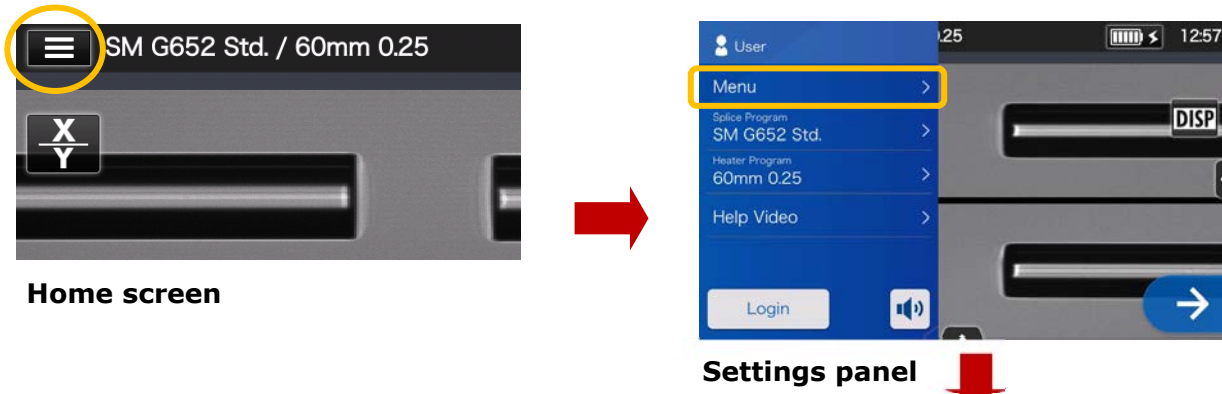 SM G652 Std. / 60mm 0.25
X
Y
Home screen
User
.25
12:57
Menu
DISP
Splice Program
SM G652 Std.
Heater Program
60mm 0.25
Help Video
Login
Settings panel